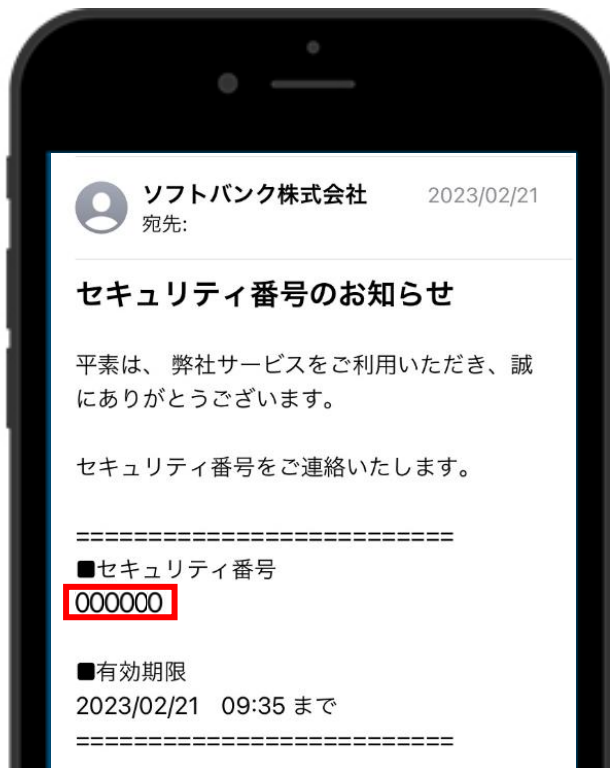 ソフトバンク株式会社 2023/02/21
宛先:
セキュリティ番号のお知らせ
平素は、 弊社サービスをご利用いただき、誠
にありがとうございます。
セキュリティ番号をご連絡いたします。
==========================
■セキュリティ番号
000000
■有効期限
2023/02/21　09:35 まで
==========================